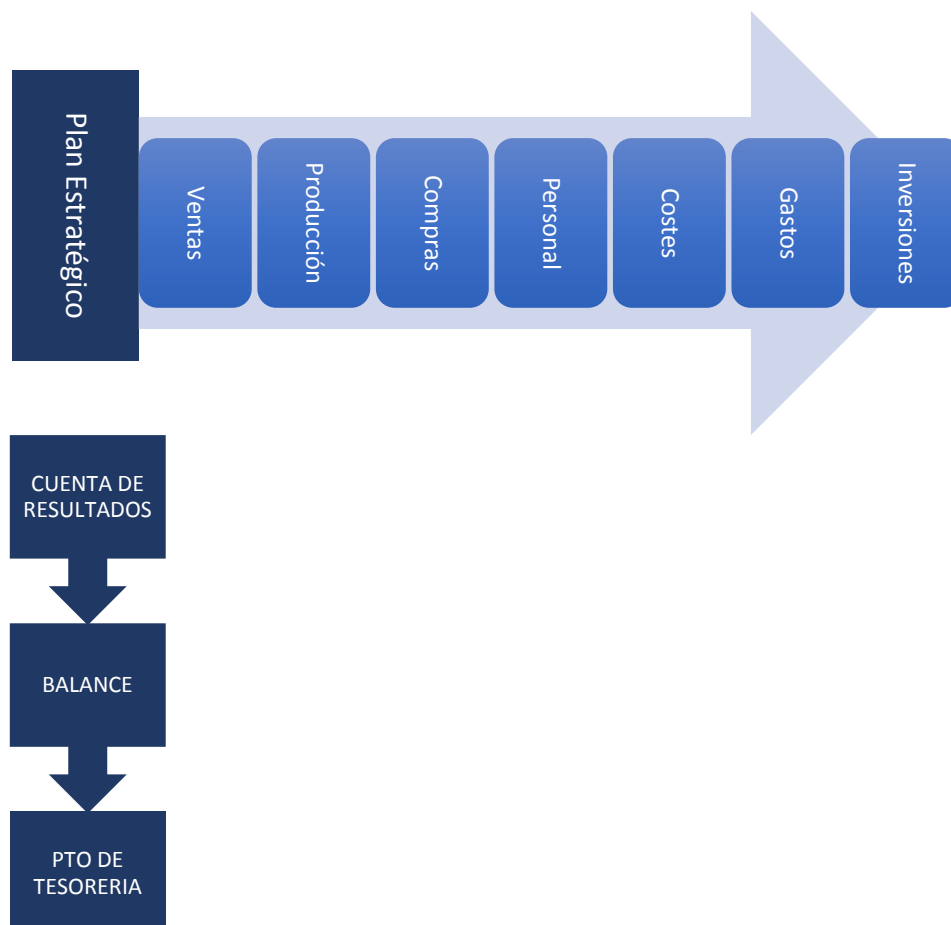 Plan Estratégico
Ventas
Producción
Compras
Personal
Costes
Gastos
Inversiones
CUENTA DE
RESULTADOS
BALANCE
PTO DE
TESORERIA